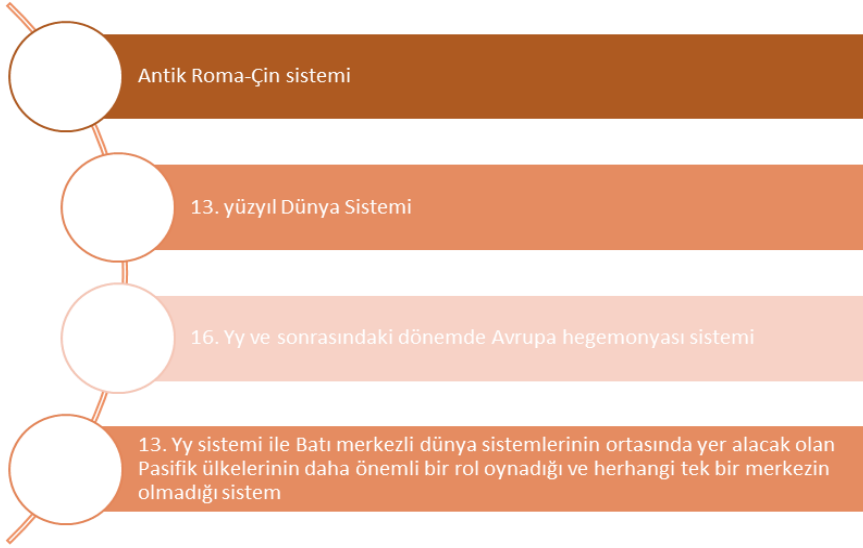 Antik Roma-Çin sistemi
13. yüzyıl Dünya Sistemi
16. Yy ve sonrasındaki dönemde Avrupa hegemonyası sistemi
13. Yy sistemi ile Batı merkezli dünya sistemlerinin ortasında yer alacak olan
Pasifik ülkelerinin daha önemli bir rol oynadığı ve herhangi tek bir merkezin
olmadığı sistem